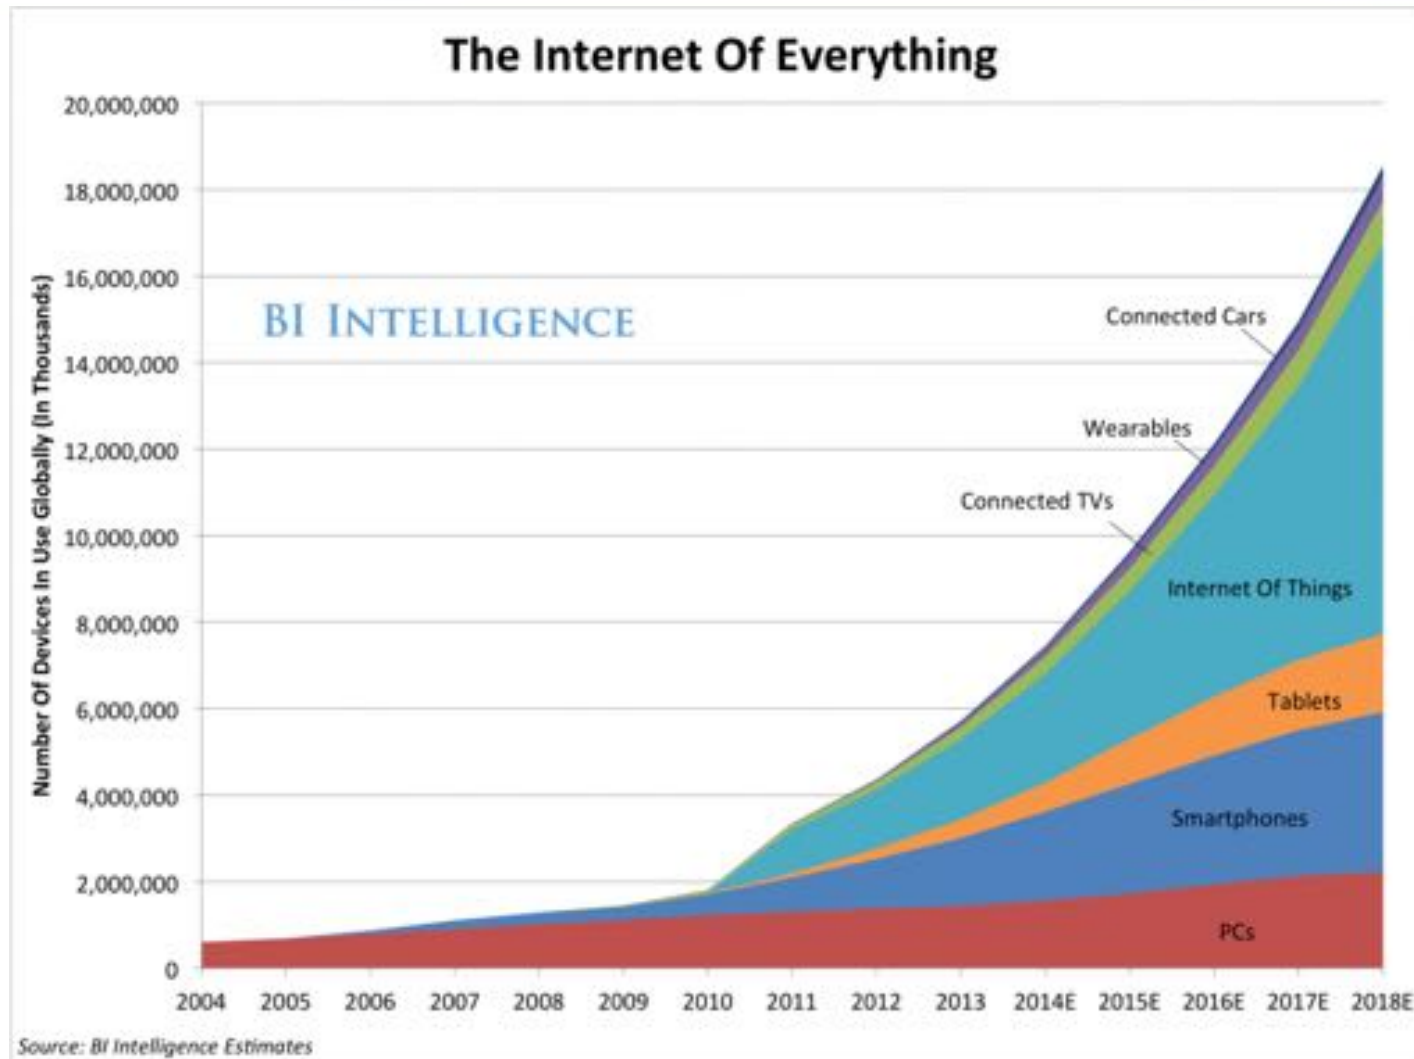 The Internet Of Everything
20,000,000
18,000,000
16,000,000
14,000,000
12,000,000
10,000,000
8,000,000
6,000,000
4,000,000
2,000,000
0
Number Of Devices In Use Globally (In Thousands)
BI INTELLIGENCE
Connected Cars
Wearables
Connected TVs
Internet Of Things
Tablets
Smartphones
PCs
2004 2005 2006 2007 2008 2009 2010 2011 2012 2013 2014E 2015E 2016E 2017E 2018E
Source: BI Intelligence Estimates